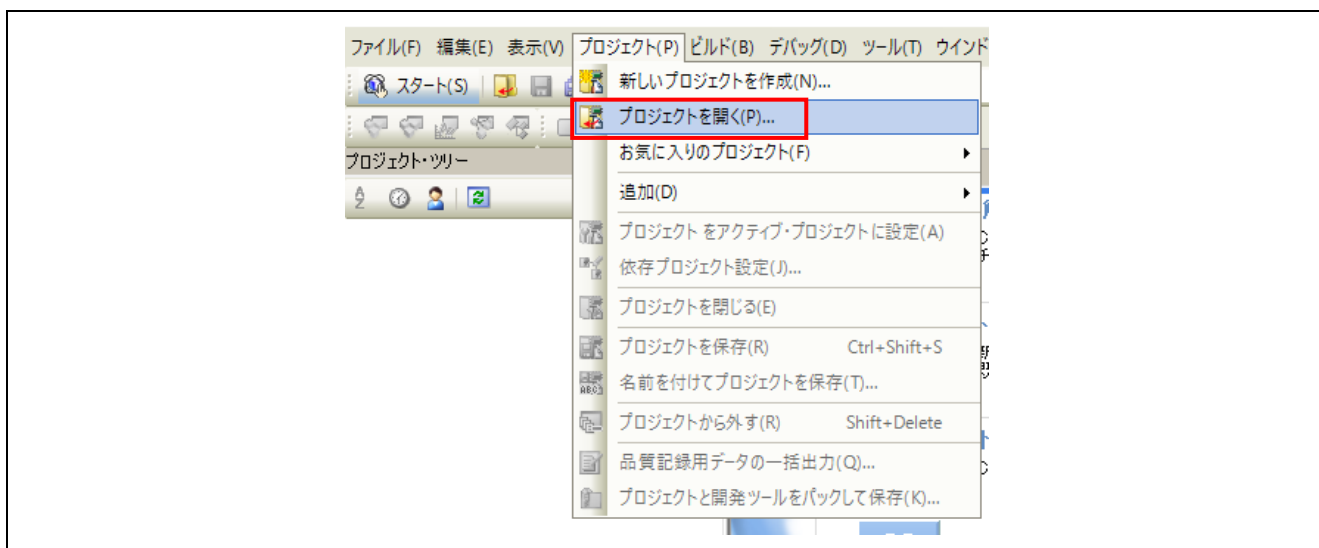 ファイル(F) 編集(E) 表示(V) プロジェクト(P) ビルド(B) デバッグ(D) ツール(T) ウインド
スタート(S)
新しいプロジェクトを作成(N)...
プロジェクトを開く(P)...
プロジェクト・ツリー
お気に入りのプロジェクト(F)
追加(D)
プロジェクト をアクティブ・プロジェクトに設定(A)
依存プロジェクト設定(J)...
プロジェクトを閉じる(E)
プロジェクトを保存(R) Ctrl+Shift+S
名前を付けてプロジェクトを保存(T)...
プロジェクトから外す(R) Shift+Delete
品質記録用データの一括出力(Q)...
プロジェクトと開発ツールをパックして保存(K)...